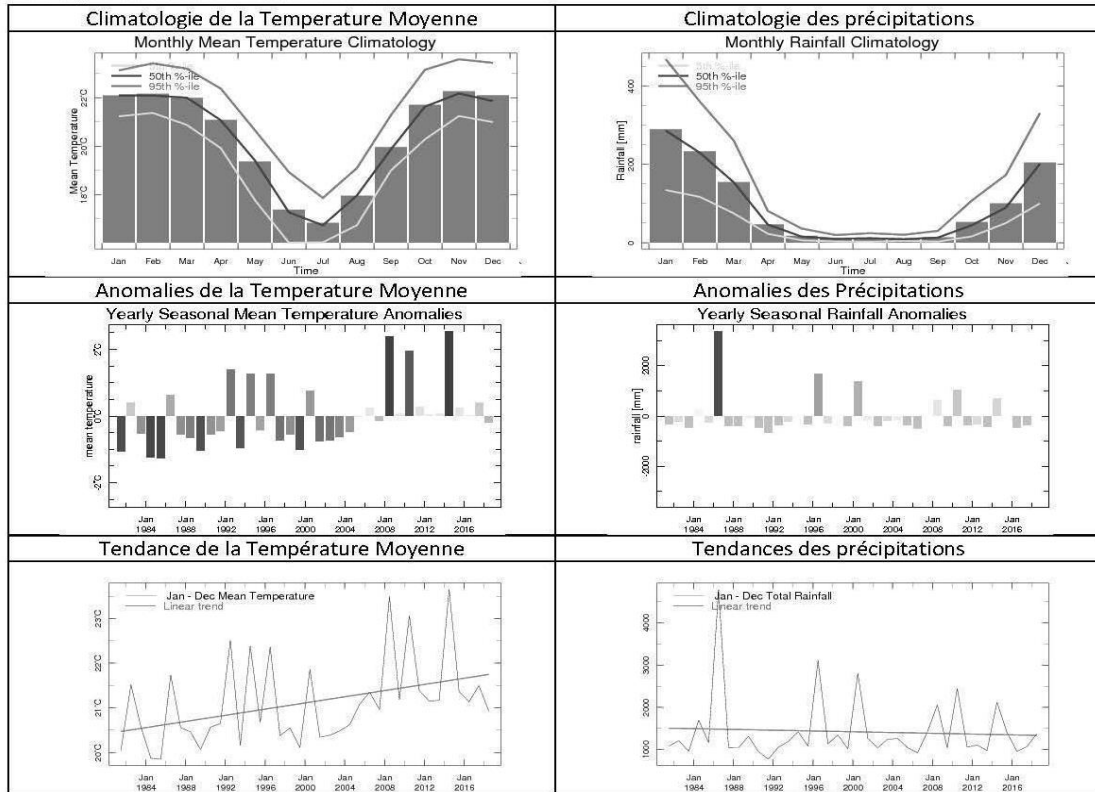 Climatologie de la Temperature Moyenne
Monthly Mean Temperature Climatology
50th %-ile
95th %-ile
22°C
20°C
18°C
Mean Temperature
Jan Feb Mar Apr May Jun Jul Aug Sep Oct Nov Dec
Time
Climatologie des précipitations
Monthly Rainfall Climatology
5th %-ile
50th %-ile
95th %-ile
400
200
0
Rainfall [mm]
Jan Feb Mar Apr May Jun Jul Aug Sep Oct Nov Dec
Time
Anomalies de la Temperature Moyenne
Yearly Seasonal Mean Temperature Anomalies
2°C
0°C
-2°C
mean temperature
Jan Jan Jan Jan Jan Jan Jan Jan Jan
1984 1988 1992 1996 2000 2004 2008 2012 2016
Anomalies des Précipitations
Yearly Seasonal Rainfall Anomalies
2000
0
-2000
rainfall [mm]
Jan Jan Jan Jan Jan Jan Jan Jan Jan
1984 1988 1992 1996 2000 2004 2008 2012 2016
Tendance de la Température Moyenne
Jan - Dec Mean Temperature
Linear trend
23°C
22°C
21°C
20°C
Jan Jan Jan Jan Jan Jan Jan Jan Jan
1984 1988 1992 1996 2000 2004 2008 2012 2016
Tendances des précipitations
Jan - Dec Total Rainfall
Linear trend
4000
3000
2000
1000
Jan Jan Jan Jan Jan Jan Jan Jan Jan
1984 1988 1992 1996 2000 2004 2008 2012 2016